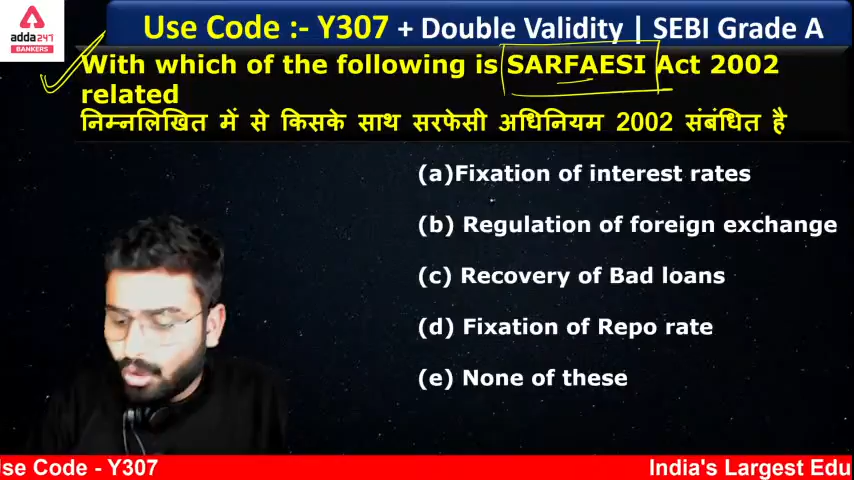 adda247
BANKERS
Use Code :- Y307 + Double Validity | SEBI Grade A
With which of the following is SARFAESI Act 2002
related
निम्नलिखित में से किसके साथ सरफेसी अधिनियम 2002 संबंधित है
(a)Fixation of interest rates
(b) Regulation of foreign exchange
(c) Recovery of Bad loans
(d) Fixation of Repo rate
(e) None of these
Use Code - Y307
India's Largest Edu